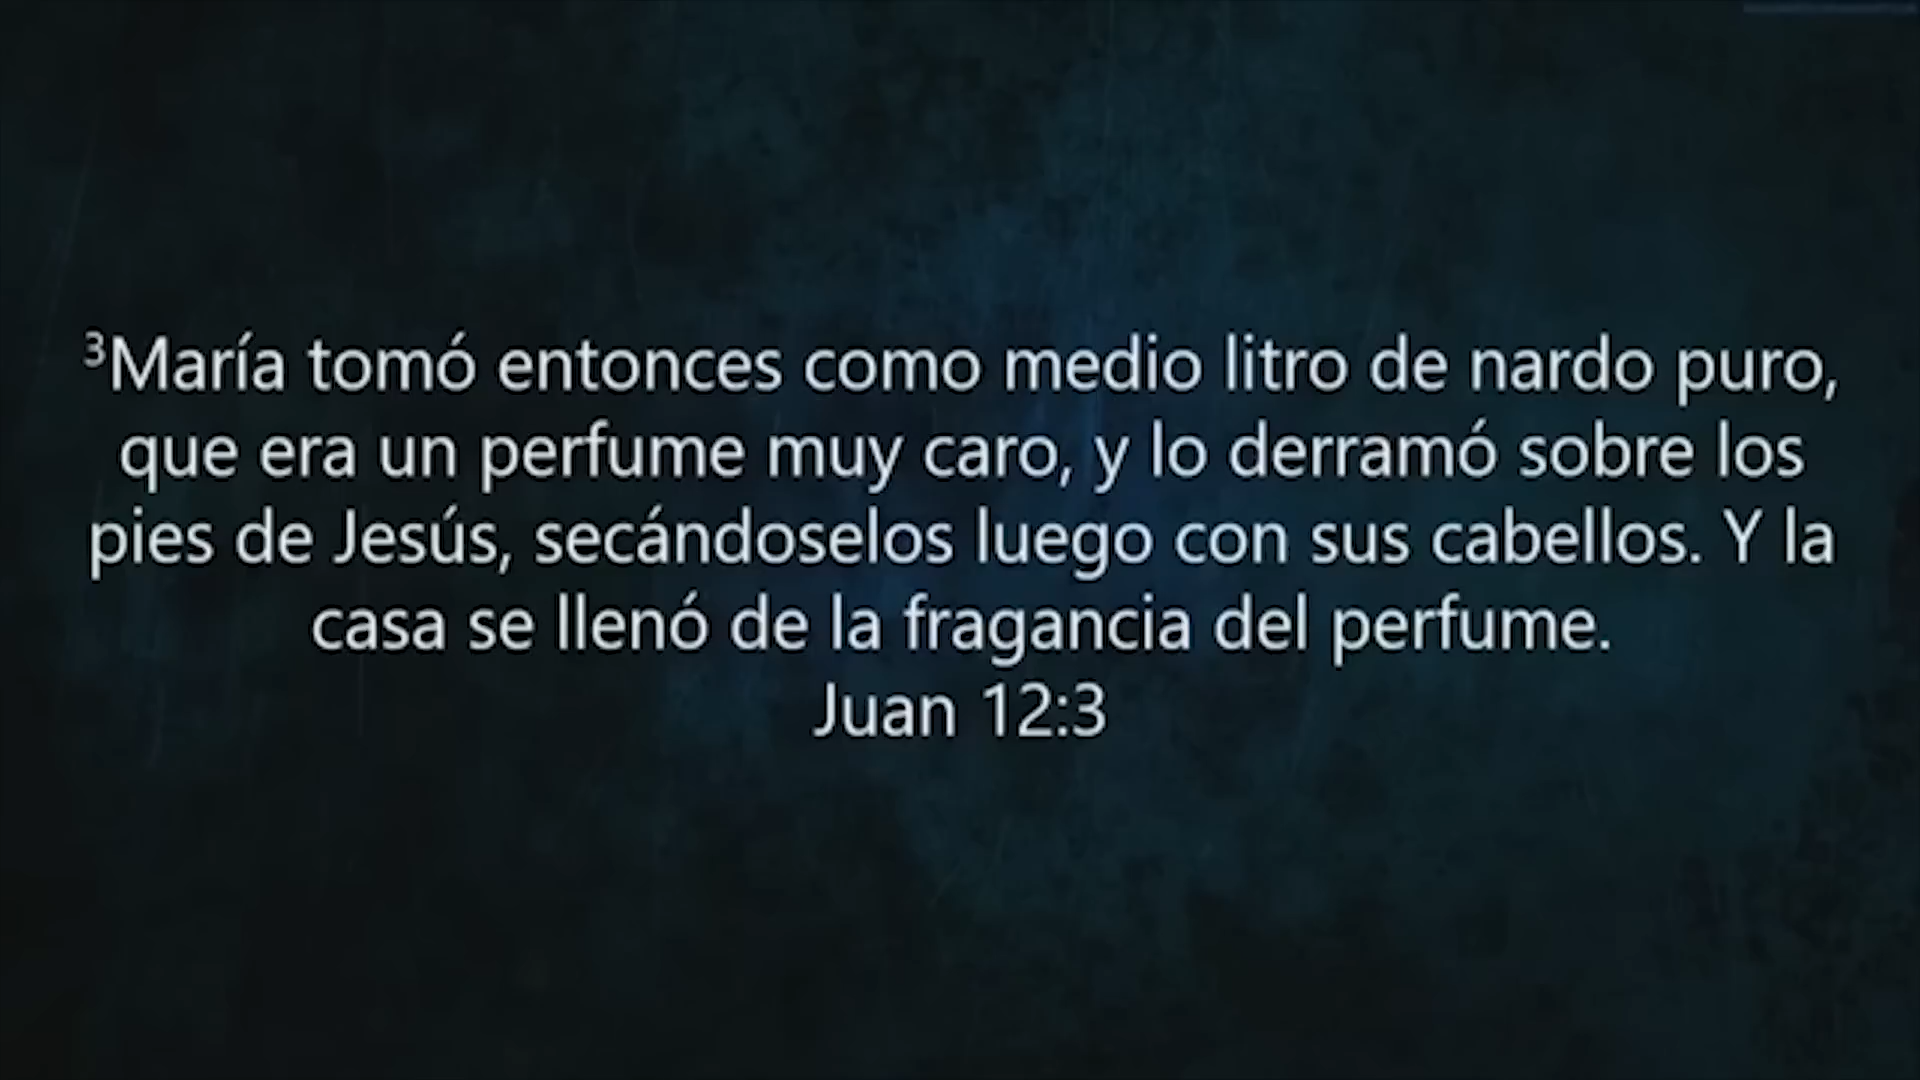 ³María tomó entonces como medio litro de nardo puro,
que era un perfume muy caro, y lo derramó sobre los
pies de Jesús, secándoselos luego con sus cabellos. Y la
casa se llenó de la fragancia del perfume.
Juan 12:3